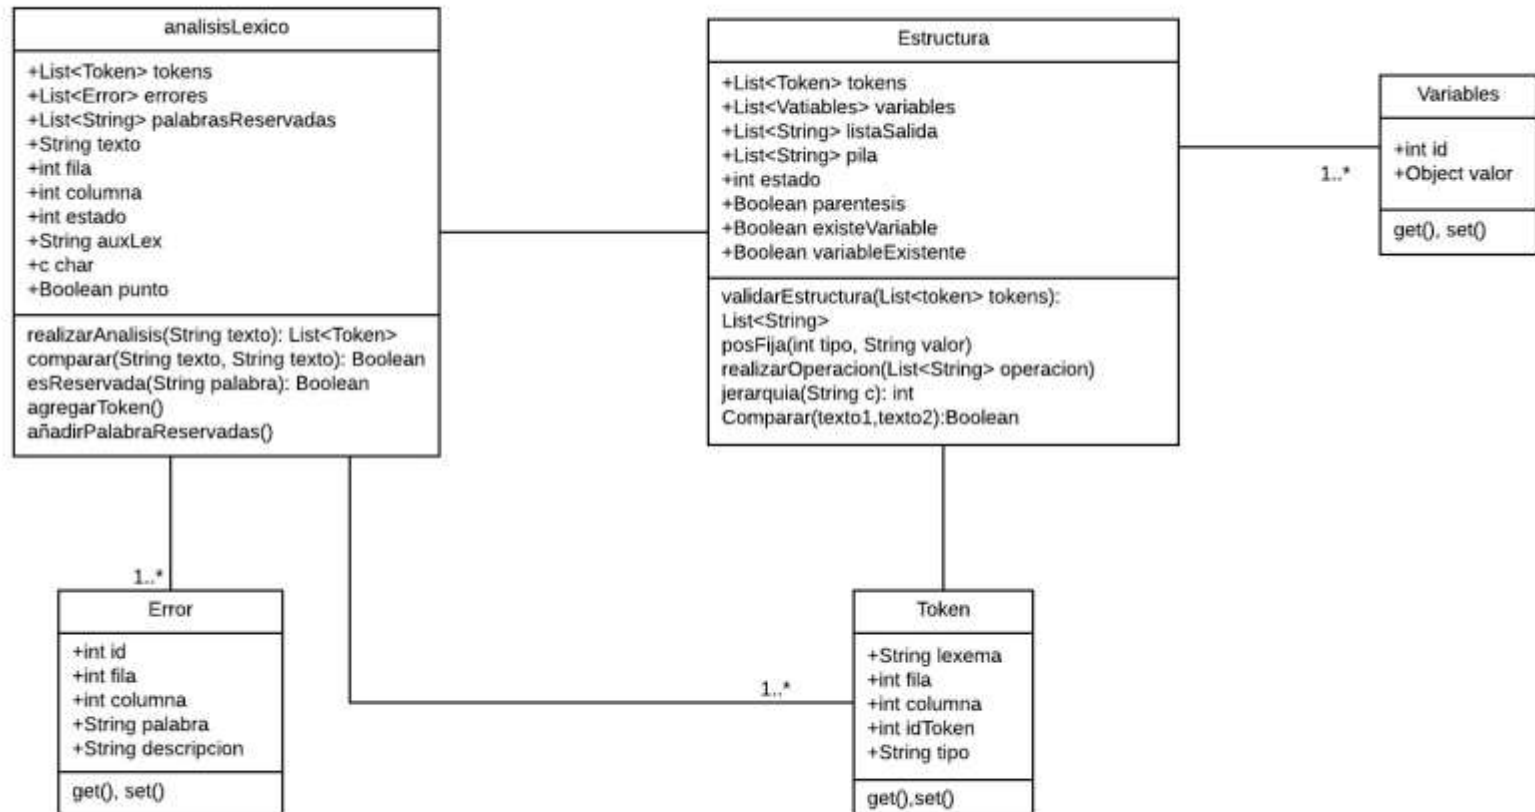 analisisLexico
+List<Token> tokens
+List<Error> errores
+List<String> palabrasReservadas
+String texto
+int fila
+int columna
+int estado
+String auxLex
+c char
+Boolean punto
realizarAnalisis(String texto): List<Token>
comparar(String texto, String texto): Boolean
esReservada(String palabra): Boolean
agregarToken()
añadirPalabraReservadas()
Estructura
+List<Token> tokens
+List<Vatiables> variables
+List<String> listaSalida
+List<String> pila
+int estado
+Boolean parentesis
+Boolean existeVariable
+Boolean variableExistente
validarEstructura(List<token> tokens):
List<String>
posFija(int tipo, String valor)
realizarOperacion(List<String> operacion)
jerarquia(String c): int
Comparar(texto1,texto2):Boolean
1..*
Variables
+int id
+Object valor
get(), set()
1..*
Error
+int id
+int fila
+int columna
+String palabra
+String descripcion
get(), set()
1..*
Token
+String lexema
+int fila
+int columna
+int idToken
+String tipo
get(),set()